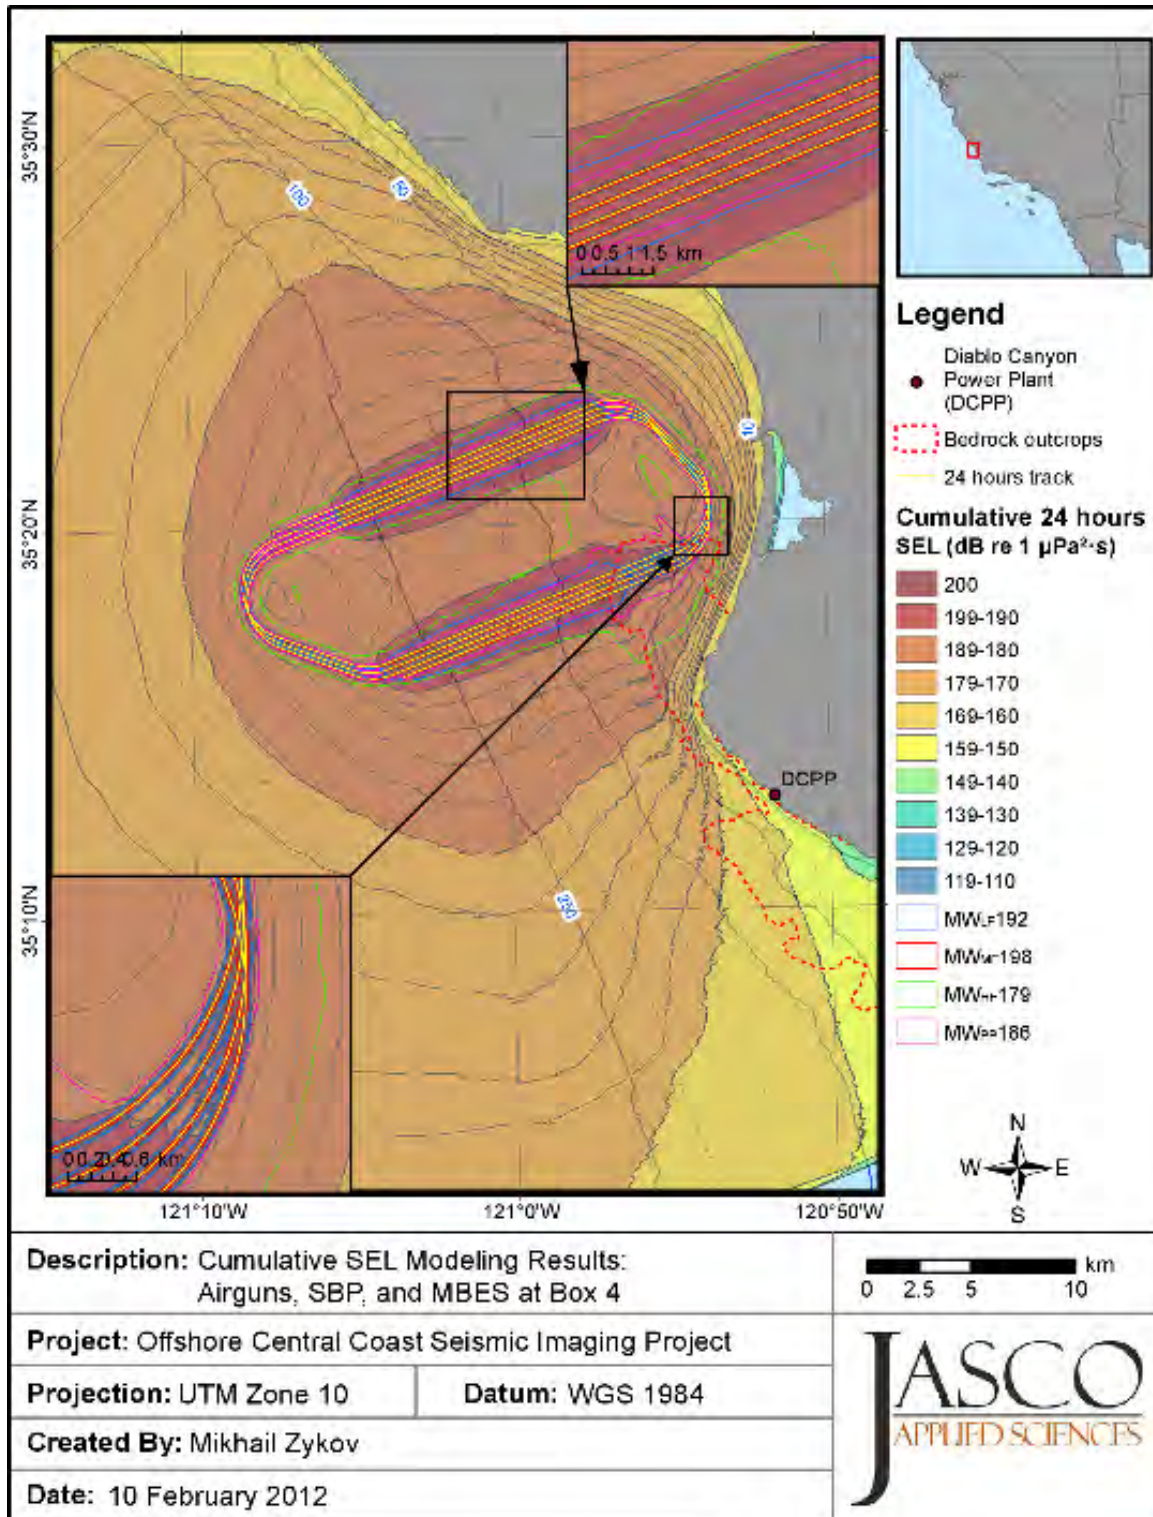 35°30'N
100
50
0 0.5 1 1.5 km
10
35°20'N
DCPP
250
35°10'N
0 0.2 0.4 0.6 km
121°10'W
121°0'W
120°50'W
Legend
Diablo Canyon
Power Plant
(DCPP)
Bedrock outcrops
24 hours track
Cumulative 24 hours
SEL (dB re 1 µPa²·s)
200
199-190
189-180
179-170
169-160
159-150
149-140
139-130
129-120
119-110
MWLF192
MWMF198
MWHF179
MWPP186
N
W E
S
Description: Cumulative SEL Modeling Results:
Airguns, SBP, and MBES at Box 4
Project: Offshore Central Coast Seismic Imaging Project
Projection: UTM Zone 10
Datum: WGS 1984
Created By: Mikhail Zykov
Date: 10 February 2012
km
0 2.5 5 10
JASCO
APPLIED SCIENCES